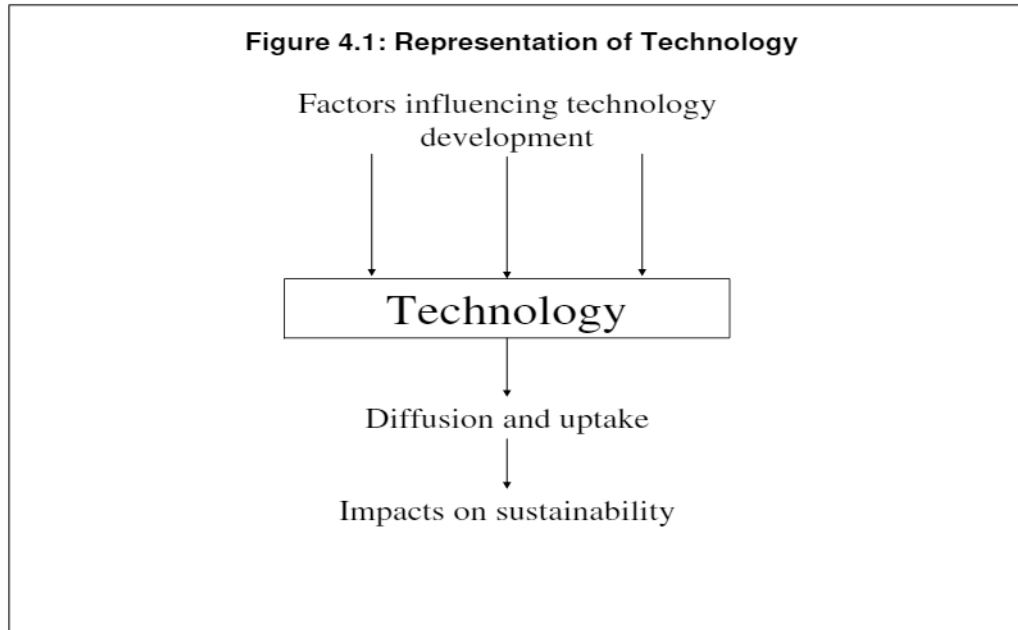 Figure 4.1: Representation of Technology
Factors influencing technology
development
Technology
Diffusion and uptake
Impacts on sustainability